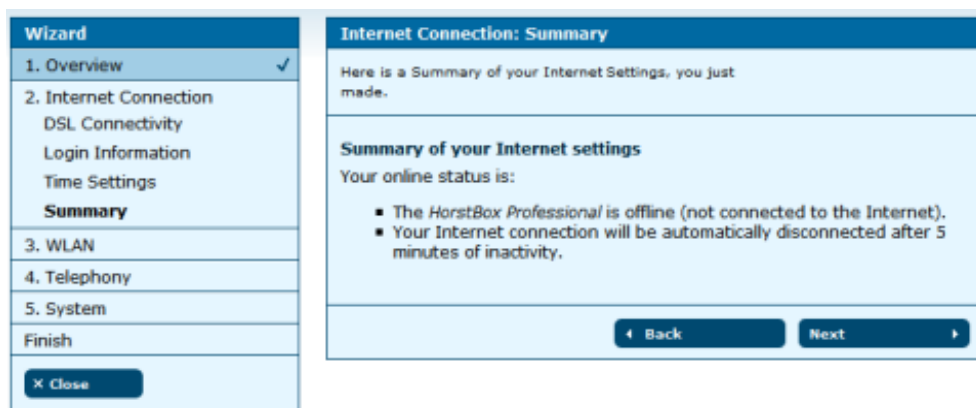 Wizard
1. Overview
2. Internet Connection
DSL Connectivity
Login Information
Time Settings
Summary
3. WLAN
4. Telephony
5. System
Finish
× Close
Internet Connection: Summary
Here is a Summary of your Internet Settings, you just
made.
Summary of your Internet settings
Your online status is:
The HorstBox Professional is offline (not connected to the Internet).
Your Internet connection will be automatically disconnected after 5
minutes of inactivity.
Back
Next